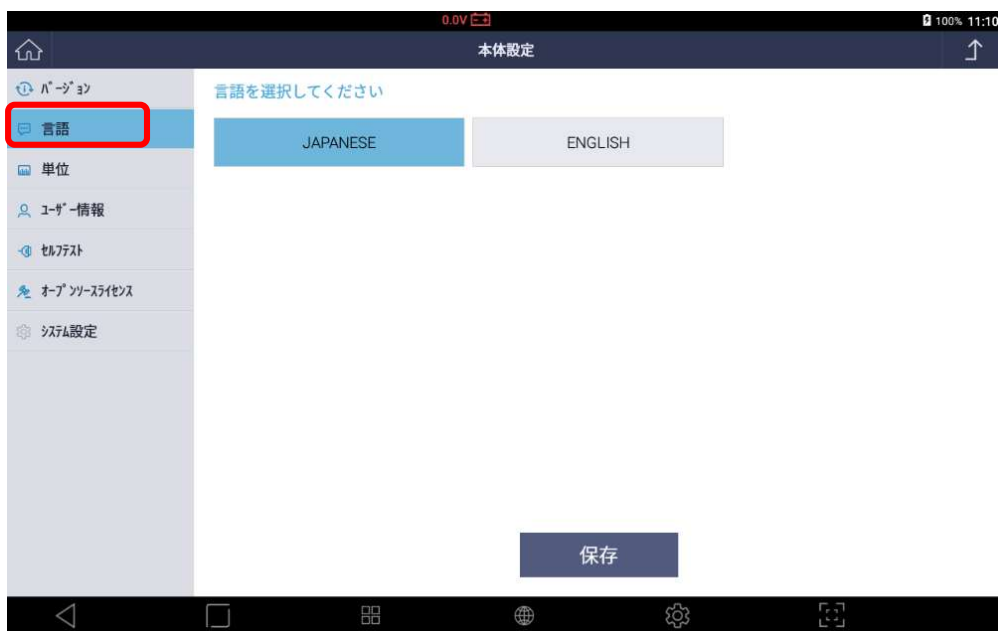 0.0V
100% 11:10
本体設定
ﾊﾞｰｼﾞｮﾝ
言語を選択してください
言語
JAPANESE ENGLISH
単位
ﾕｰｻﾞｰ情報
ｾﾙﾌﾃｽﾄ
ｵｰﾌﾟﾝｿｰｽﾗｲｾﾝｽ
ｼｽﾃﾑ設定
保存